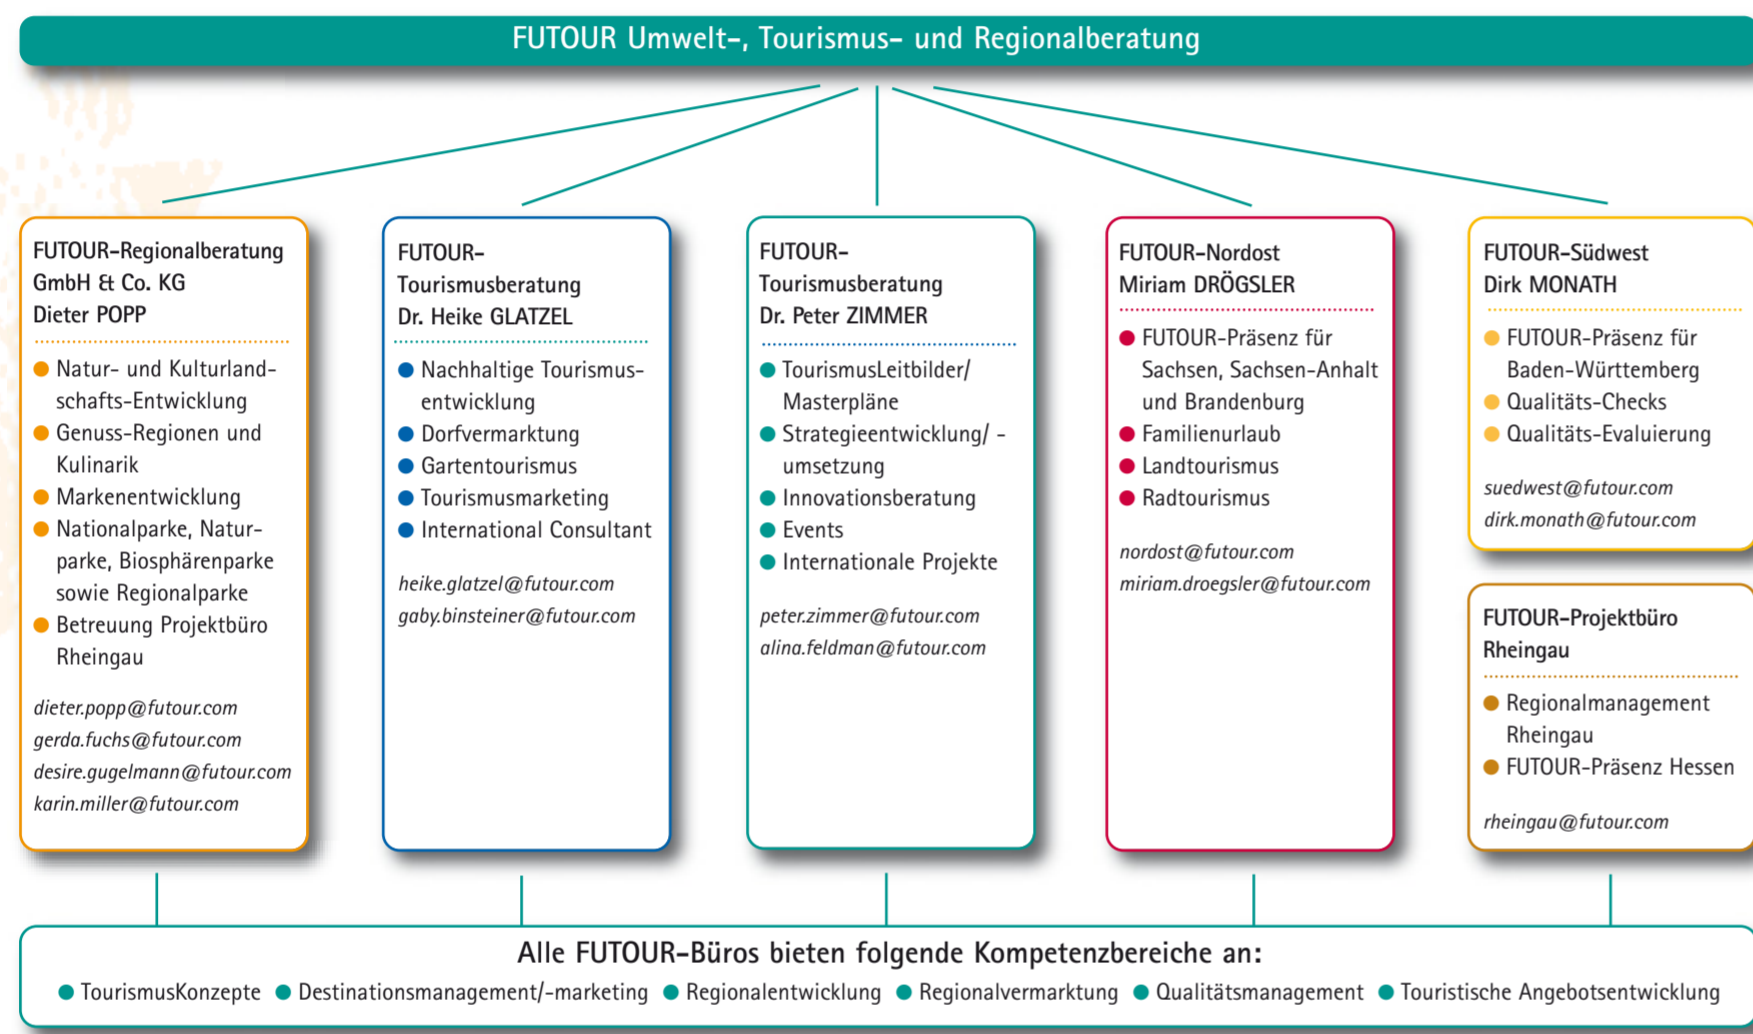 FUTOUR Umwelt-, Tourismus- und Regionalberatung
FUTOUR-Regionalberatung
GmbH & Co. KG
Dieter POPP
● Natur- und Kulturland-
schafts-Entwicklung
● Genuss-Regionen und
Kulinarik
● Markenentwicklung
● Nationalparke, Natur-
parke, Biosphärenparke
sowie Regionalparke
● Betreuung Projektbüro
Rheingau
dieter.popp@futour.com
gerda.fuchs@futour.com
desire.gugelmann@futour.com
karin.miller@futour.com
FUTOUR-
Tourismusberatung
Dr. Heike GLATZEL
● Nachhaltige Tourismus-
entwicklung
● Dorfvermarktung
● Gartentourismus
● Tourismusmarketing
● International Consultant
heike.glatzel@futour.com
gaby.binsteiner@futour.com
FUTOUR-
Tourismusberatung
Dr. Peter ZIMMER
● TourismusLeitbilder/
Masterpläne
● Strategieentwicklung/ -
umsetzung
● Innovationsberatung
● Events
● Internationale Projekte
peter.zimmer@futour.com
alina.feldman@futour.com
FUTOUR-Nordost
Miriam DRÖGSLER
● FUTOUR-Präsenz für
Sachsen, Sachsen-Anhalt
und Brandenburg
● Familienurlaub
● Landtourismus
● Radtourismus
nordost@futour.com
miriam.droegsler@futour.com
FUTOUR-Südwest
Dirk MONATH
● FUTOUR-Präsenz für
Baden-Württemberg
● Qualitäts-Checks
● Qualitäts-Evaluierung
suedwest@futour.com
dirk.monath@futour.com
FUTOUR-Projektbüro
Rheingau
● Regionalmanagement
Rheingau
● FUTOUR-Präsenz Hessen
rheingau@futour.com
Alle FUTOUR-Büros bieten folgende Kompetenzbereiche an:
● TourismusKonzepte ● Destinationsmanagement/-marketing ● Regionalentwicklung ● Regionalvermarktung ● Qualitätsmanagement ● Touristische Angebotsentwicklung